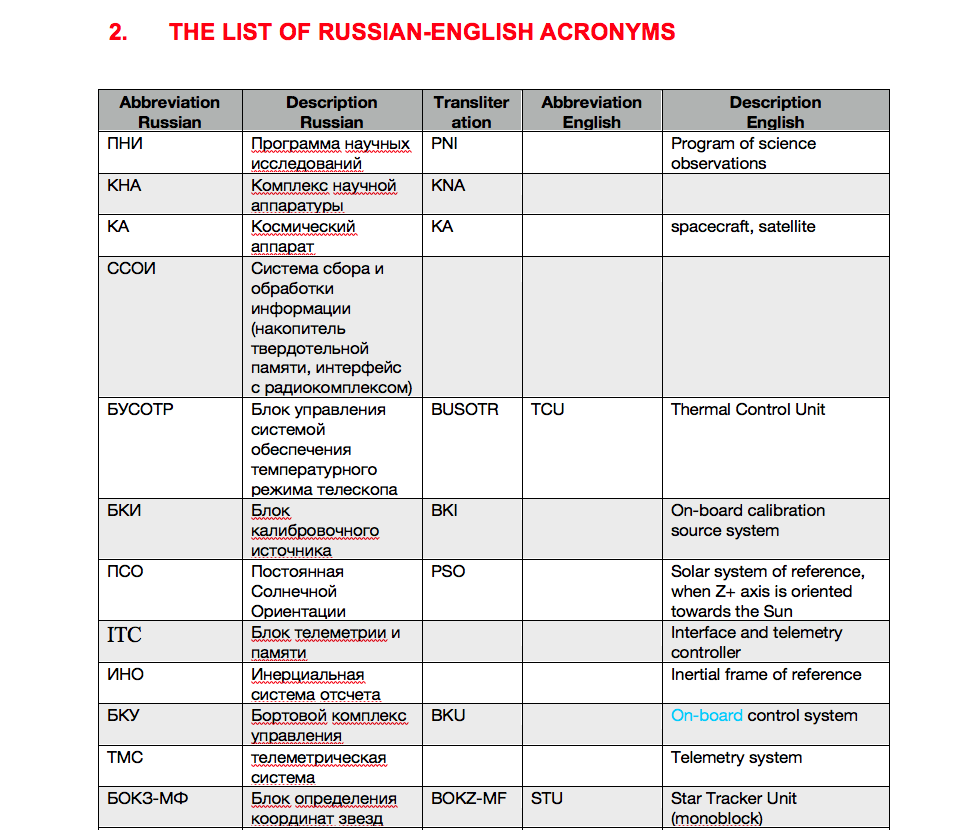 2. THE LIST OF RUSSIAN-ENGLISH ACRONYMS
Abbreviation Description Transliter Abbreviation Description
Russian Russian ation English English
ПНИ Программа научных PNI Program of science
исследований observations
КНА Комплекс научной KNA
аппаратуры
КА Космический KA spacecraft, satellite
аппарат
ССОИ Система сбора и
обработки
информации
(накопитель
твердотельной
памяти, интерфейс
с радиокомплексом)
БУСОТР Блок управления BUSOTR TCU Thermal Control Unit
системой
обеспечения
температурного
режима телескопа
БКИ Блок BKI On-board calibration
калибровочного source system
источника
ПСО Постоянная PSO Solar system of reference,
Солнечной when Z+ axis is oriented
Ориентации towards the Sun
ITC Блок телеметрии и Interface and telemetry
памяти controller
ИНО Инерциальная Inertial frame of reference
система отсчета
БКУ Бортовой комплекс BKU On-board control system
управления
ТМС телеметрическая Telemetry system
система
БОКЗ-МФ Блок определения BOKZ-MF STU Star Tracker Unit
координат звезд (monoblock)